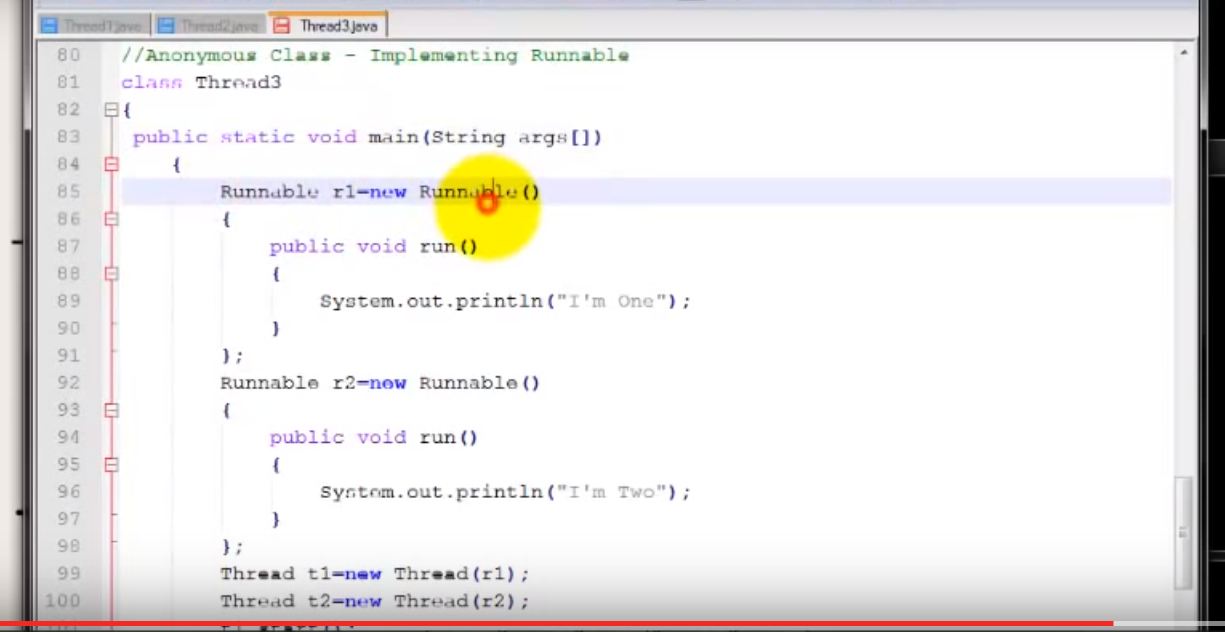 Thread1.java Thread2.java Thread3.java
80 //Anonymous Class - Implementing Runnable
81 class Thread3
82 {
83 public static void main(String args[])
84 {
85 Runnable r1=new Runnable()
86 {
87 public void run()
88 {
89 System.out.println("I'm One");
90 }
91 };
92 Runnable r2=new Runnable()
93 {
94 public void run()
95 {
96 System.out.println("I'm Two");
97 }
98 };
99 Thread t1=new Thread(r1);
100 Thread t2=new Thread(r2);